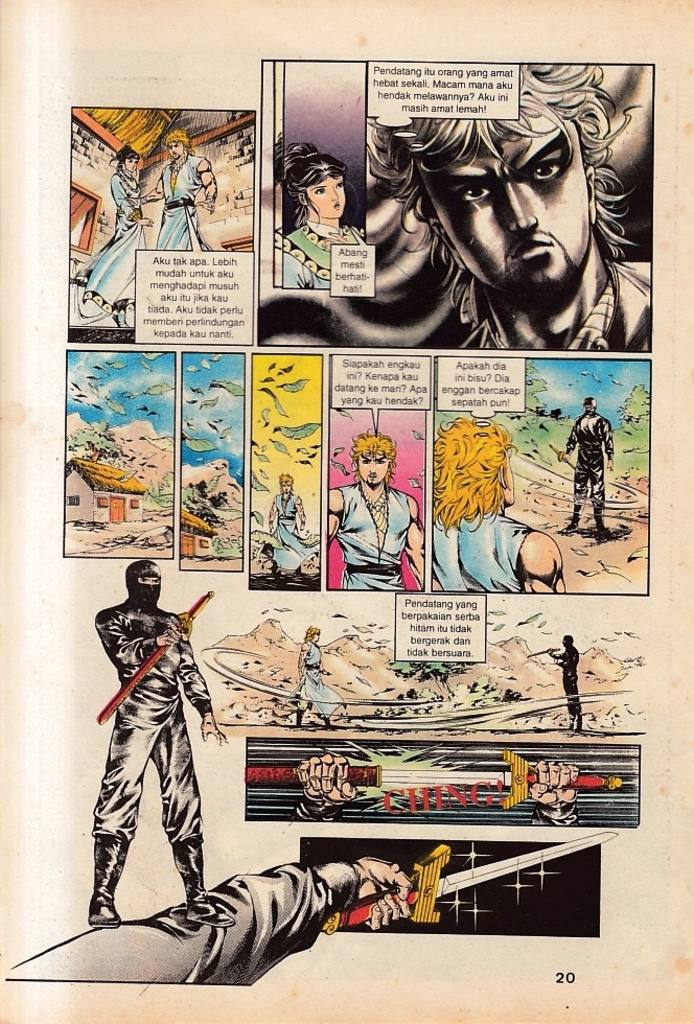 Aku tak apa. Lebih
mudah untuk aku
menghadapi musuh
aku itu jika kau
tiada. Aku tidak perlu
memberi perlindungan
kepada kau nanti.
Pendatang itu orang yang amat
hebat sekali. Macam mana aku
hendak melawannya? Aku ini
masih amat lemah!
Abang
mesti
berhati-
hati!
Siapakah engkau
ini? Kenapa kau
datang ke mari? Apa
yang kau hendak?
Apakah dia
ini bisu? Dia
enggan bercakap
sepatah pun!
Pendatang yang
berpakaian serba
hitam itu tidak
bergerak dan
tidak bersuara.
CHING!
20